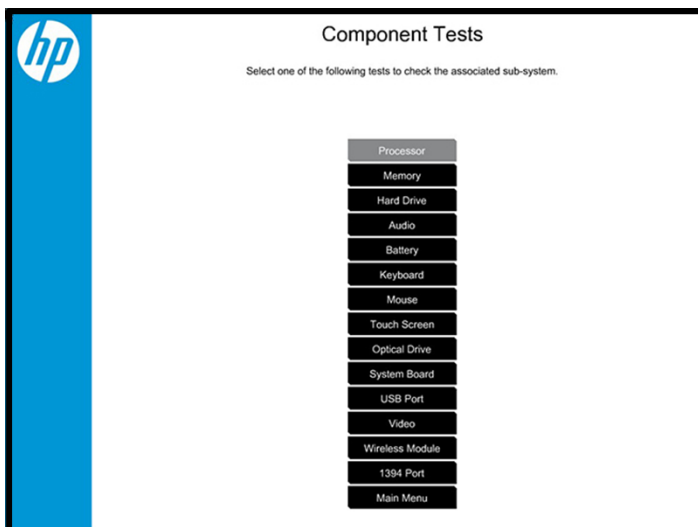 hp
Component Tests
Select one of the following tests to check the associated sub-system.
Processor
Memory
Hard Drive
Audio
Battery
Keyboard
Mouse
Touch Screen
Optical Drive
System Board
USB Port
Video
Wireless Module
1394 Port
Main Menu